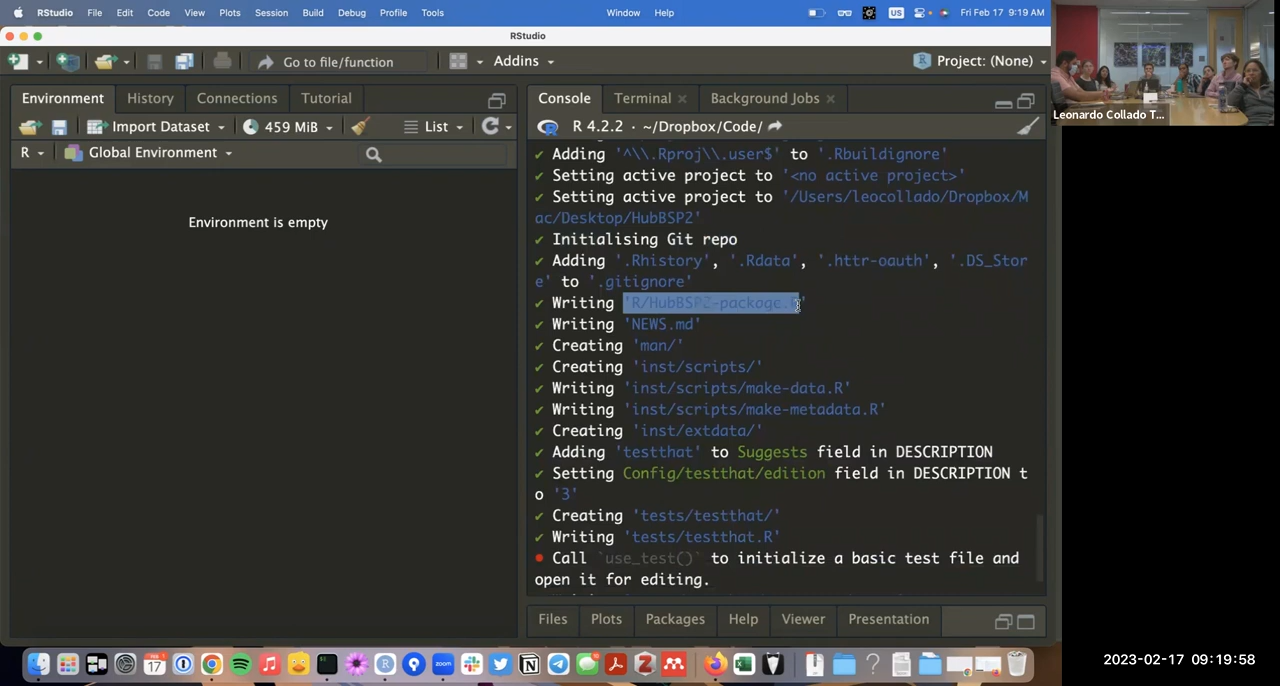 RStudio File Edit Code View Plots Session Build Debug Profile Tools Window Help US Fri Feb 17 9:19 AM
RStudio
Go to file/function Addins Project: (None)
Environment History Connections Tutorial
Import Dataset 459 MiB List
R Global Environment
Environment is empty
Console Terminal Background Jobs
R 4.2.2 · ~/Dropbox/Code/
✔ Adding '^\\.Rproj\\.user$' to '.Rbuildignore'
✔ Setting active project to '<no active project>'
✔ Setting active project to '/Users/leocollado/Dropbox/M
ac/Desktop/HubBSP2'
✔ Initialising Git repo
✔ Adding '.Rhistory', '.Rdata', '.httr-oauth', '.DS_Stor
e' to '.gitignore'
✔ Writing 'R/HubBSP2-package.R'
✔ Writing 'NEWS.md'
✔ Creating 'man/'
✔ Creating 'inst/scripts/'
✔ Writing 'inst/scripts/make-data.R'
✔ Writing 'inst/scripts/make-metadata.R'
✔ Creating 'inst/extdata/'
✔ Adding 'testthat' to Suggests field in DESCRIPTION
✔ Setting Config/testthat/edition field in DESCRIPTION t
o '3'
✔ Creating 'tests/testthat/'
✔ Writing 'tests/testthat.R'
● Call `use_test()` to initialize a basic test file and
open it for editing.
Files Plots Packages Help Viewer Presentation
Leonardo Collado T...
FEB
17
zoom
2023-02-17 09:19:58